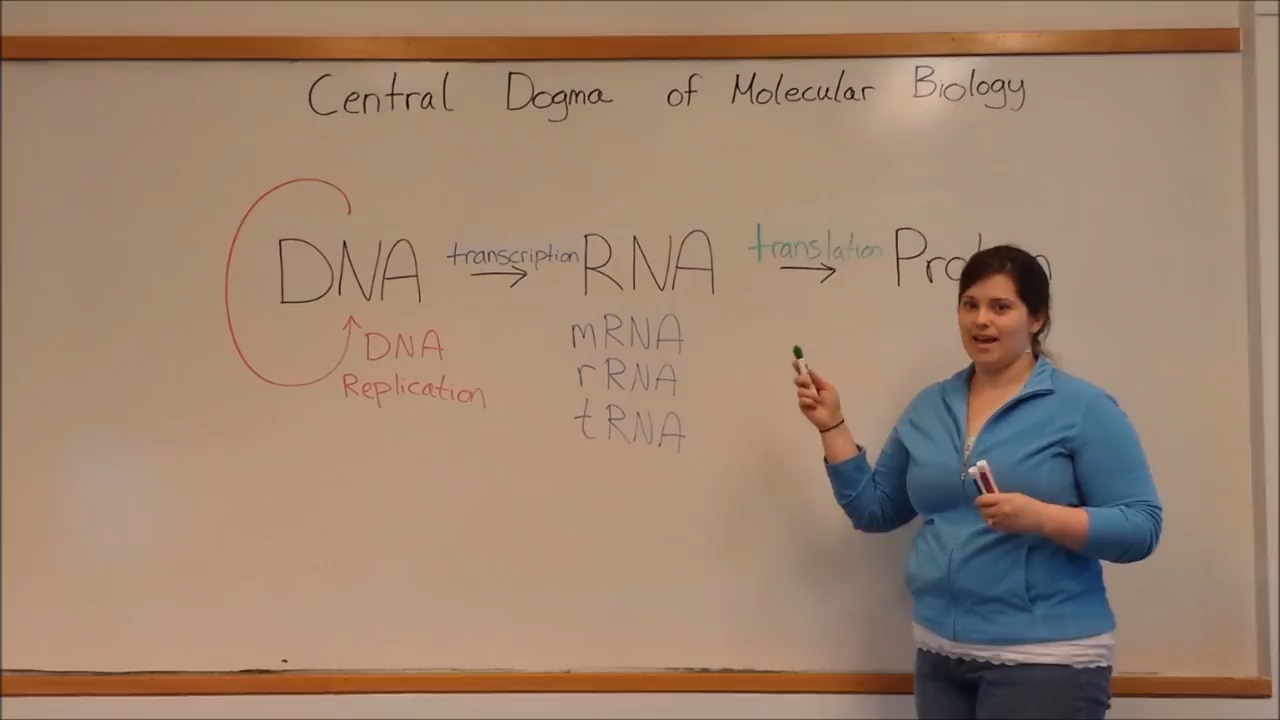 Central Dogma of Molecular Biology
DNA transcription RNA translation
DNA
Replication
mRNA
rRNA
tRNA